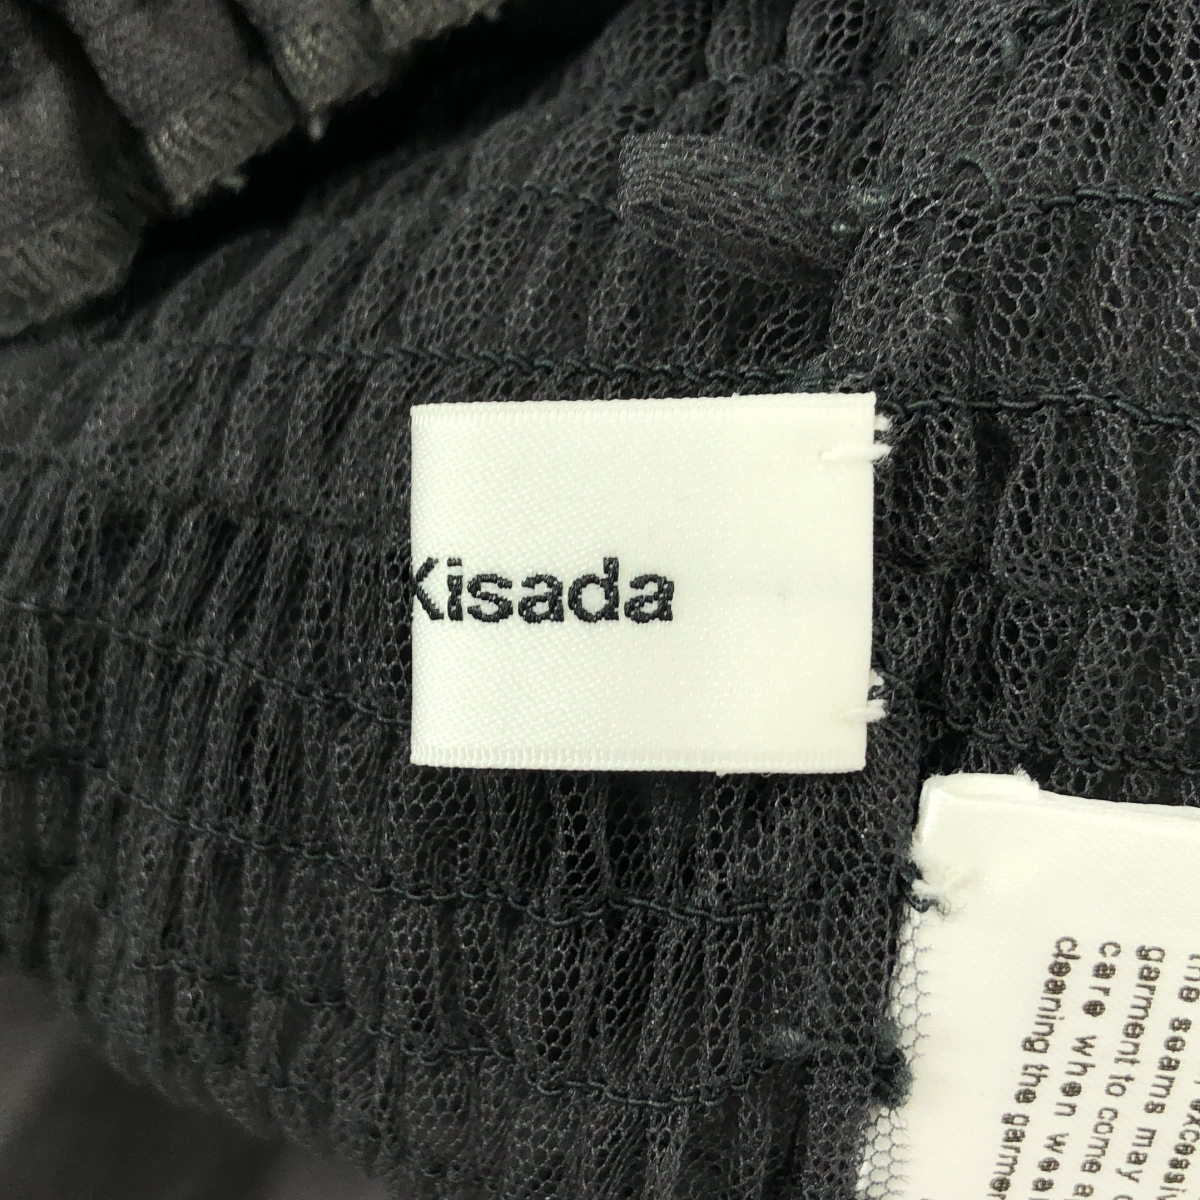 Kisada
The seams may
garment to come a
care when wea
cleaning the garme